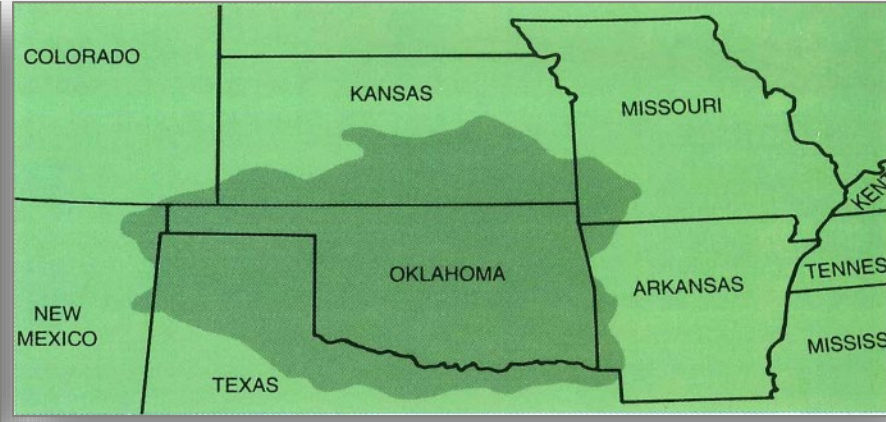 COLORADO
KANSAS
MISSOURI
KEN
OKLAHOMA
ARKANSAS
TENNES
NEW
MEXICO
MISSISS
TEXAS